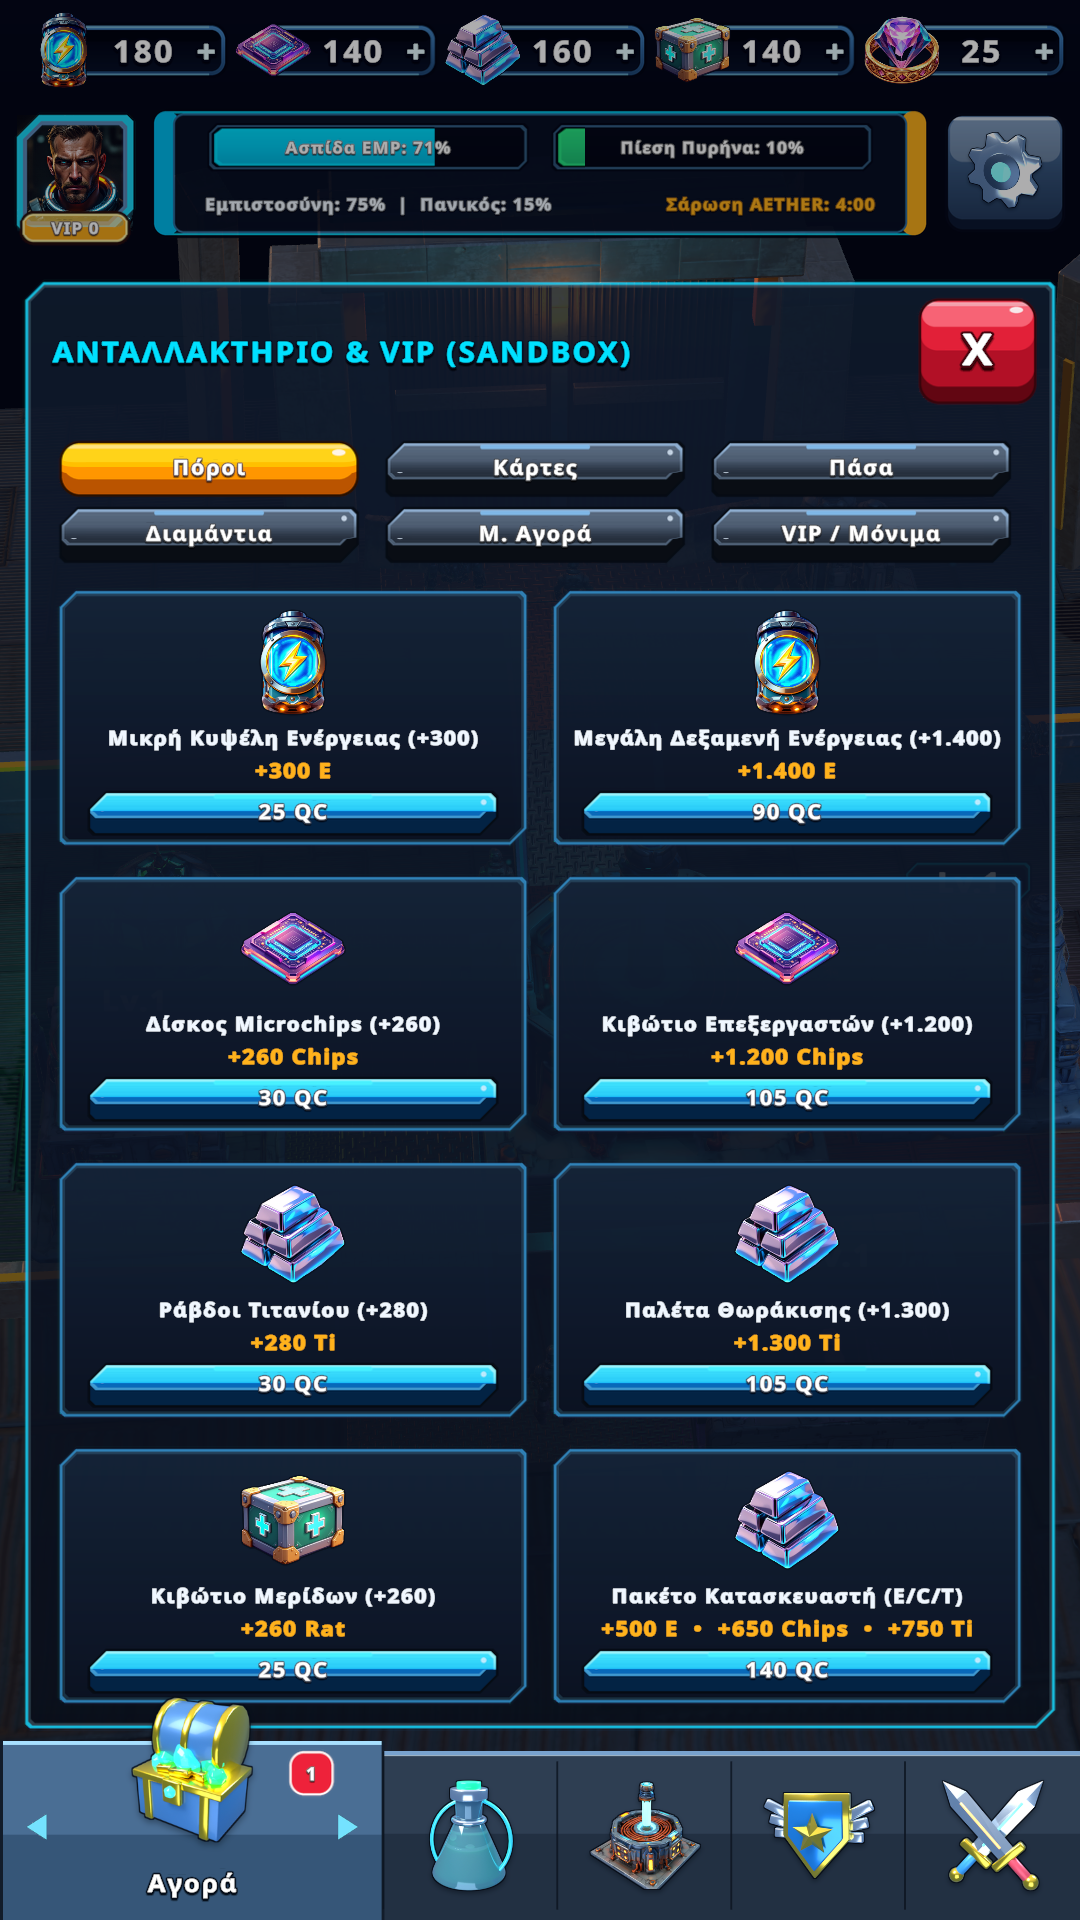 180 + 140 + 160 + 140 + 25 +
Ασπίδα EMP: 71%
Πίεση Πυρήνα: 10%
Εμπιστοσύνη: 75% | Πανικός: 15%
Σάρωση AETHER: 4:00
VIP 0
ΑΝΤΑΛΛΑΚΤΗΡΙΟ & VIP (SANDBOX)
X
Πόροι
Κάρτες
Πάσα
Διαμάντια
Μ. Αγορά
VIP / Μόνιμα
Μικρή Κυψέλη Ενέργειας (+300)
+300 E
25 QC
Μεγάλη Δεξαμενή Ενέργειας (+1.400)
+1.400 E
90 QC
Δίσκος Microchips (+260)
+260 Chips
30 QC
Κιβώτιο Επεξεργαστών (+1.200)
+1.200 Chips
105 QC
Ράβδοι Τιτανίου (+280)
+280 Ti
30 QC
Παλέτα Θωράκισης (+1.300)
+1.300 Ti
105 QC
Κιβώτιο Μερίδων (+260)
+260 Rat
25 QC
Πακέτο Κατασκευαστή (E/C/T)
+500 E • +650 Chips • +750 Ti
140 QC
1
Αγορά